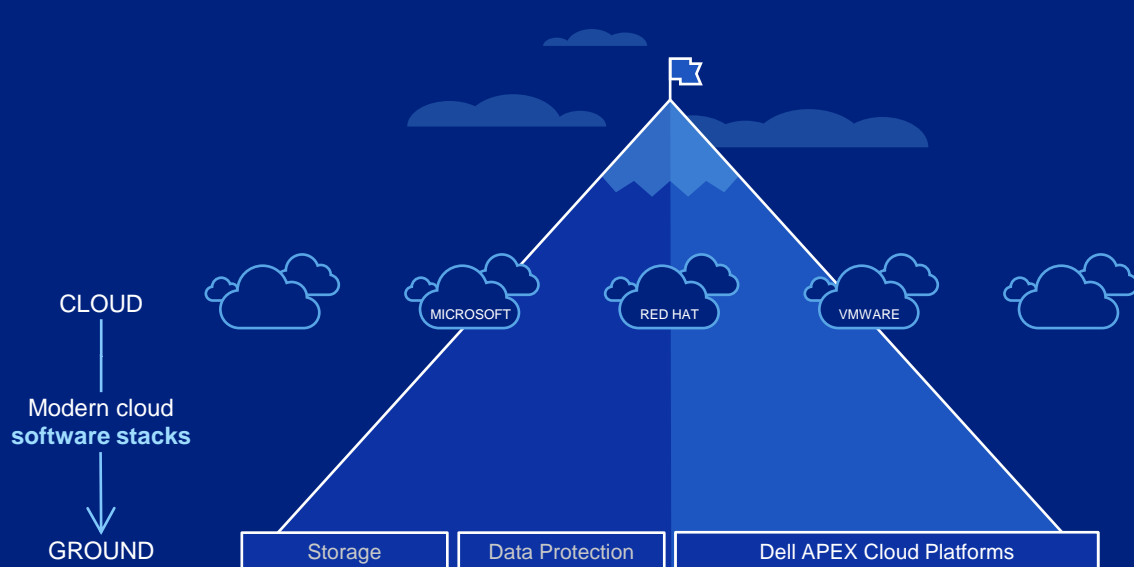 CLOUD
MICROSOFT
RED HAT
VMWARE
Modern cloud
software stacks
GROUND
Storage
Data Protection
Dell APEX Cloud Platforms